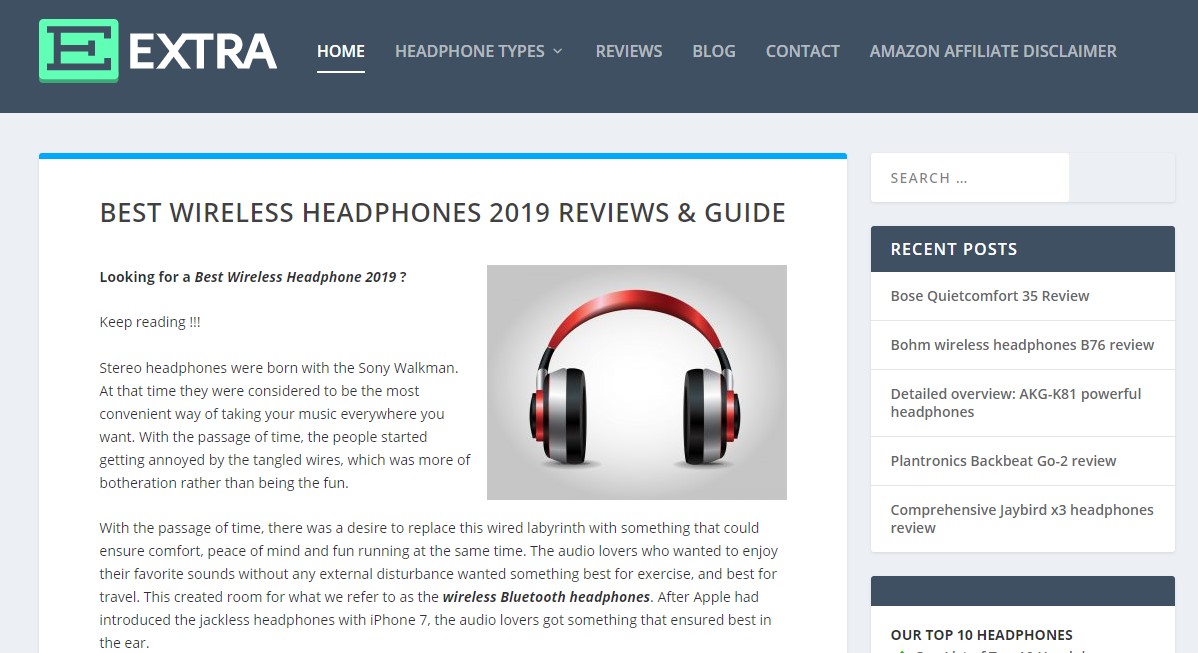 E EXTRA
HOME HEADPHONE TYPES REVIEWS BLOG CONTACT AMAZON AFFILIATE DISCLAIMER
BEST WIRELESS HEADPHONES 2019 REVIEWS & GUIDE
Looking for a Best Wireless Headphone 2019 ?
Keep reading !!!
Stereo headphones were born with the Sony Walkman.
At that time they were considered to be the most
convenient way of taking your music everywhere you
want. With the passage of time, the people started
getting annoyed by the tangled wires, which was more of
botheration rather than being the fun.
With the passage of time, there was a desire to replace this wired labyrinth with something that could
ensure comfort, peace of mind and fun running at the same time. The audio lovers who wanted to enjoy
their favorite sounds without any external disturbance wanted something best for exercise, and best for
travel. This created room for what we refer to as the wireless Bluetooth headphones. After Apple had
introduced the jackless headphones with iPhone 7, the audio lovers got something that ensured best in
the ear.
SEARCH …
RECENT POSTS
Bose Quietcomfort 35 Review
Bohm wireless headphones B76 review
Detailed overview: AKG-K81 powerful
headphones
Plantronics Backbeat Go-2 review
Comprehensive Jaybird x3 headphones
review
OUR TOP 10 HEADPHONES